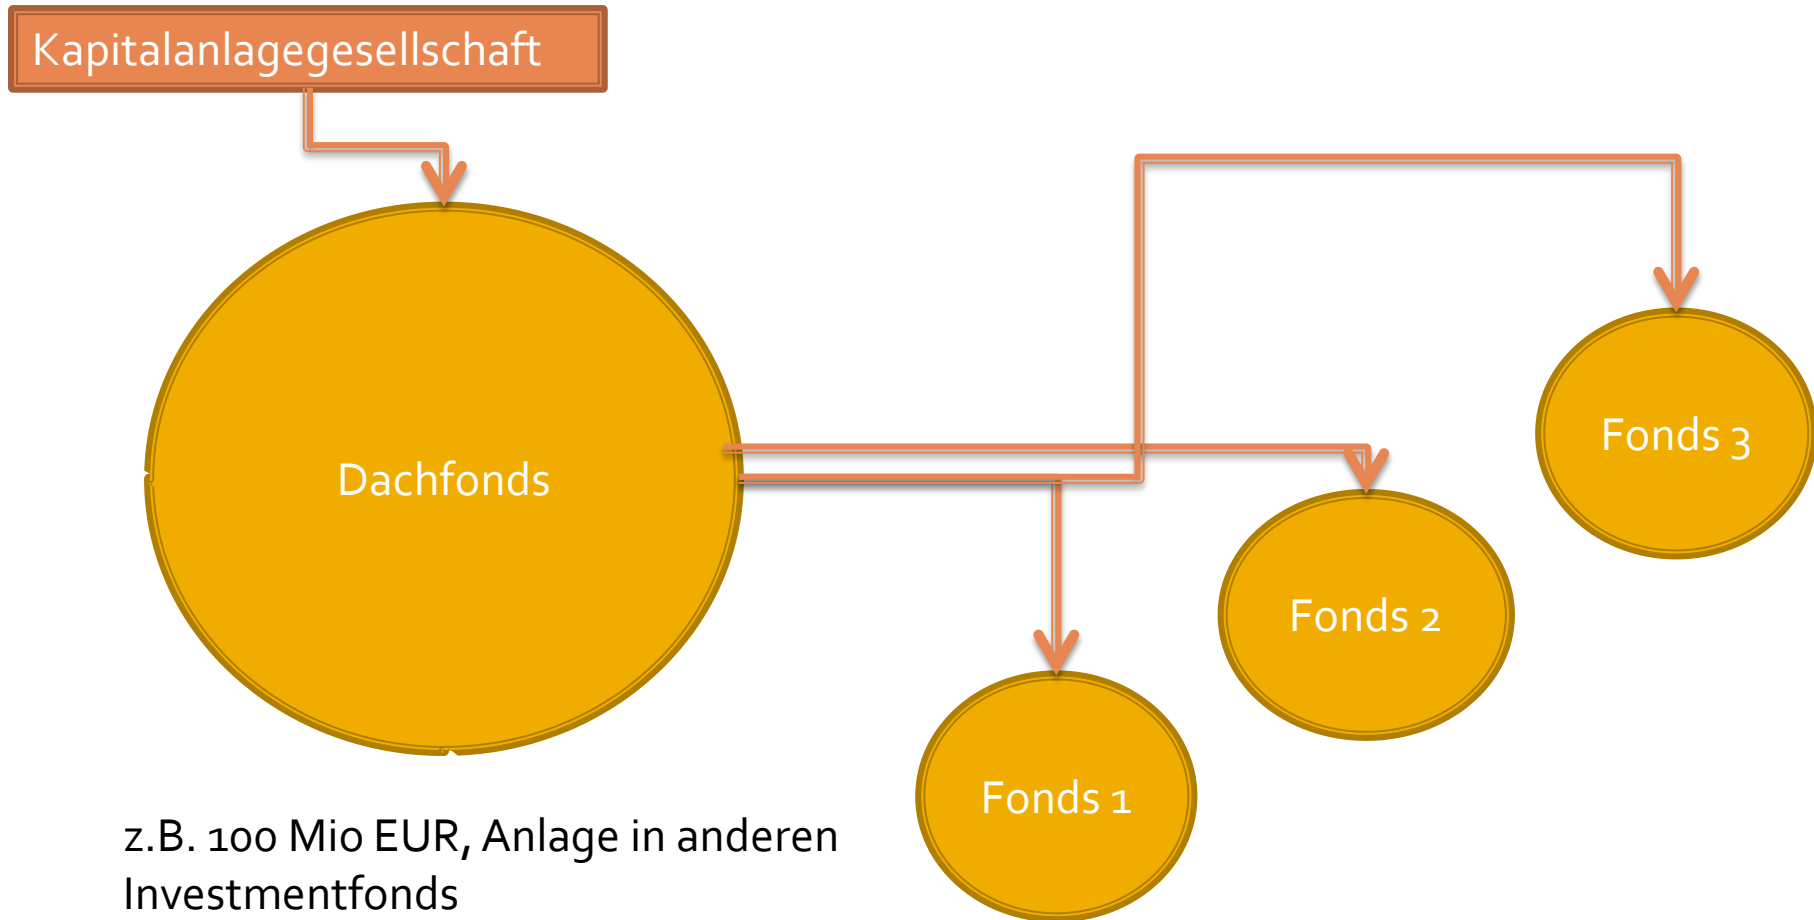 Kapitalanlagegesellschaft
Dachfonds
Fonds 3
Fonds 2
Fonds 1
z.B. 100 Mio EUR, Anlage in anderen
Investmentfonds